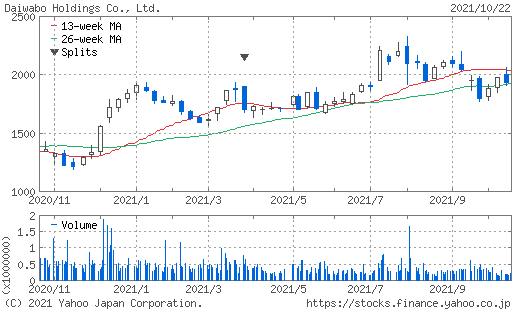 Daiwabo Holdings Co., Ltd. 2021/10/22
13-week MA
26-week MA
Splits
2500
2000
1500
1000
2020/11 2021/1 2021/3 2021/5 2021/7 2021/9
Volume
2
1.5
1
0.5
0
(x1000000)
2020/11 2021/1 2021/3 2021/5 2021/7 2021/9
(C) 2021 Yahoo Japan Corporation. https://stocks.finance.yahoo.co.jp/